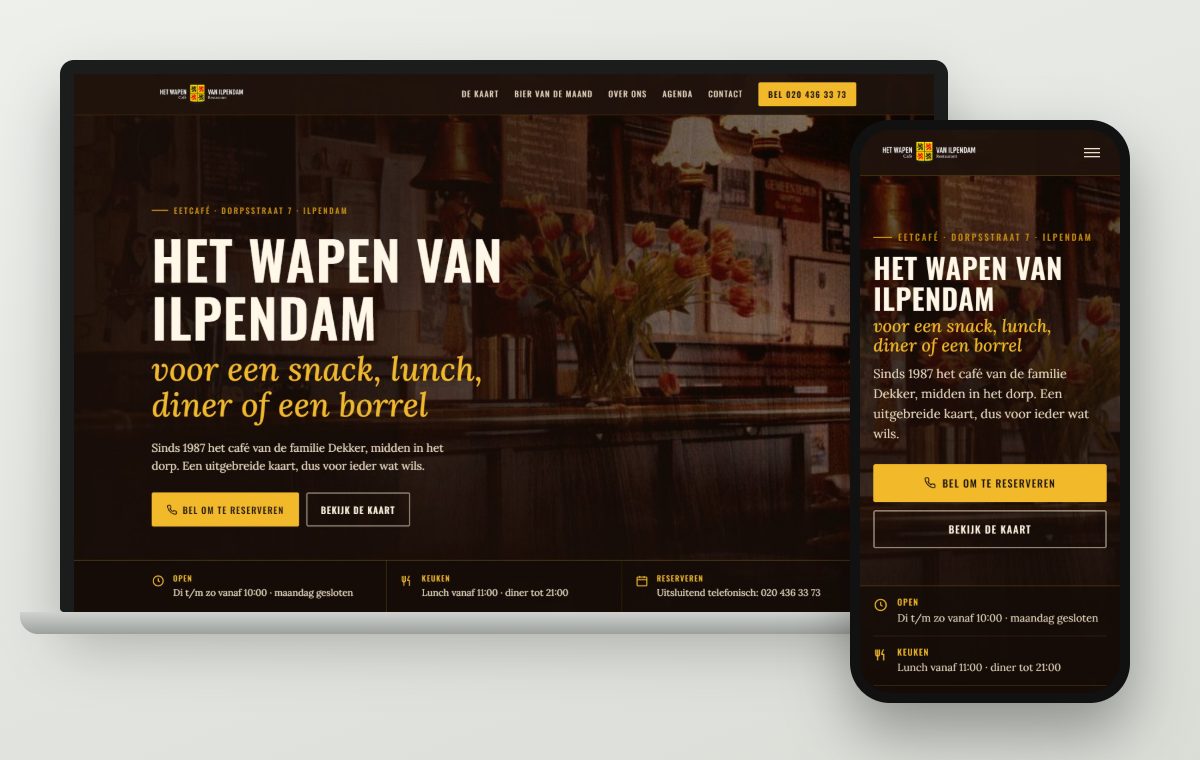 HET WAPEN VAN ILPENDAM
Café Restaurant
DE KAART BIER VAN DE MAAND OVER ONS AGENDA CONTACT BEL 020 436 33 73
EETCAFÉ · DORPSSTRAAT 7 · ILPENDAM
HET WAPEN VAN
ILPENDAM
voor een snack, lunch,
diner of een borrel
Sinds 1987 het café van de familie Dekker, midden in het
dorp. Een uitgebreide kaart, dus voor ieder wat wils.
BEL OM TE RESERVEREN BEKIJK DE KAART
OPEN
Di t/m zo vanaf 10:00 · maandag gesloten
KEUKEN
Lunch vanaf 11:00 · diner tot 21:00
RESERVEREN
Uitsluitend telefonisch: 020 436 33 73
HET WAPEN VAN ILPENDAM
Café Restaurant
EETCAFÉ · DORPSSTRAAT 7 · ILPENDAM
HET WAPEN VAN
ILPENDAM
voor een snack, lunch,
diner of een borrel
Sinds 1987 het café van de familie
Dekker, midden in het dorp. Een
uitgebreide kaart, dus voor ieder wat
wils.
BEL OM TE RESERVEREN
BEKIJK DE KAART
OPEN
Di t/m zo vanaf 10:00 · maandag gesloten
KEUKEN
Lunch vanaf 11:00 · diner tot 21:00